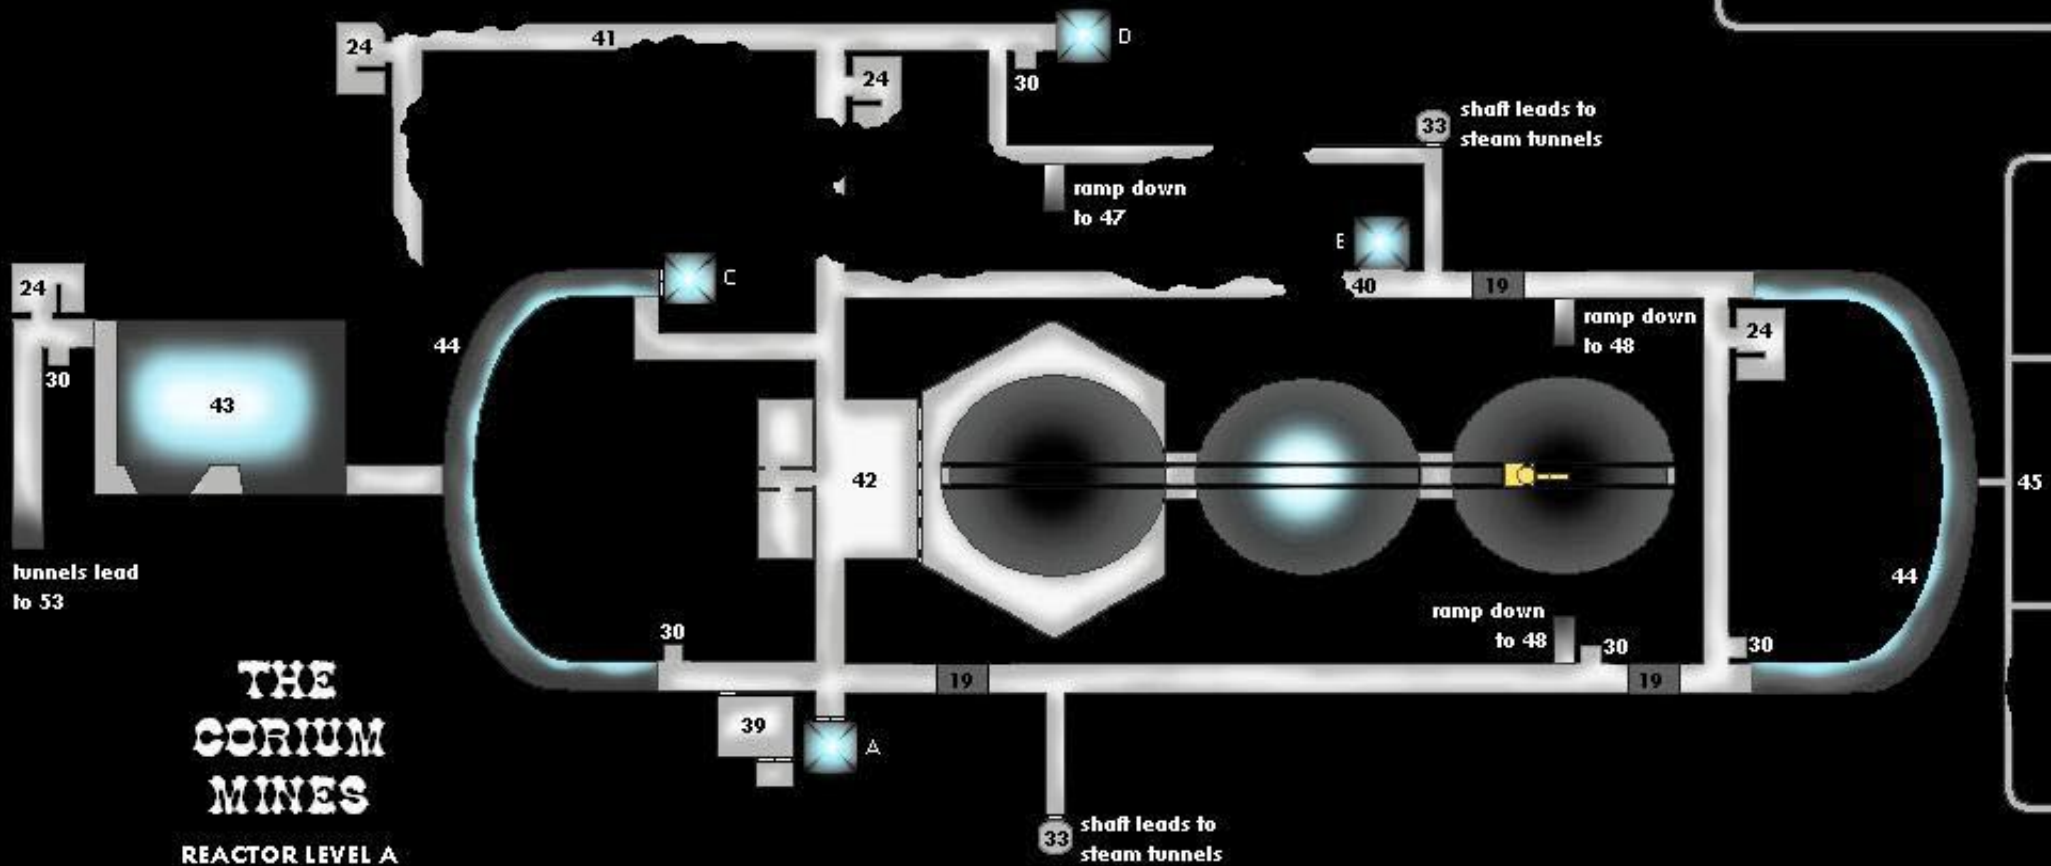 24
41
D
24
30
33
shaft leads to
steam tunnels
ramp down
to 47
E
C
24
40
19
ramp down
to 48
24
44
30
43
42
45
tunnels lead
to 53
44
30
ramp down
to 48
30
30
THE
CORIUM
MINES
REACTOR LEVEL A
19
19
39
A
33
shaft leads to
steam tunnels